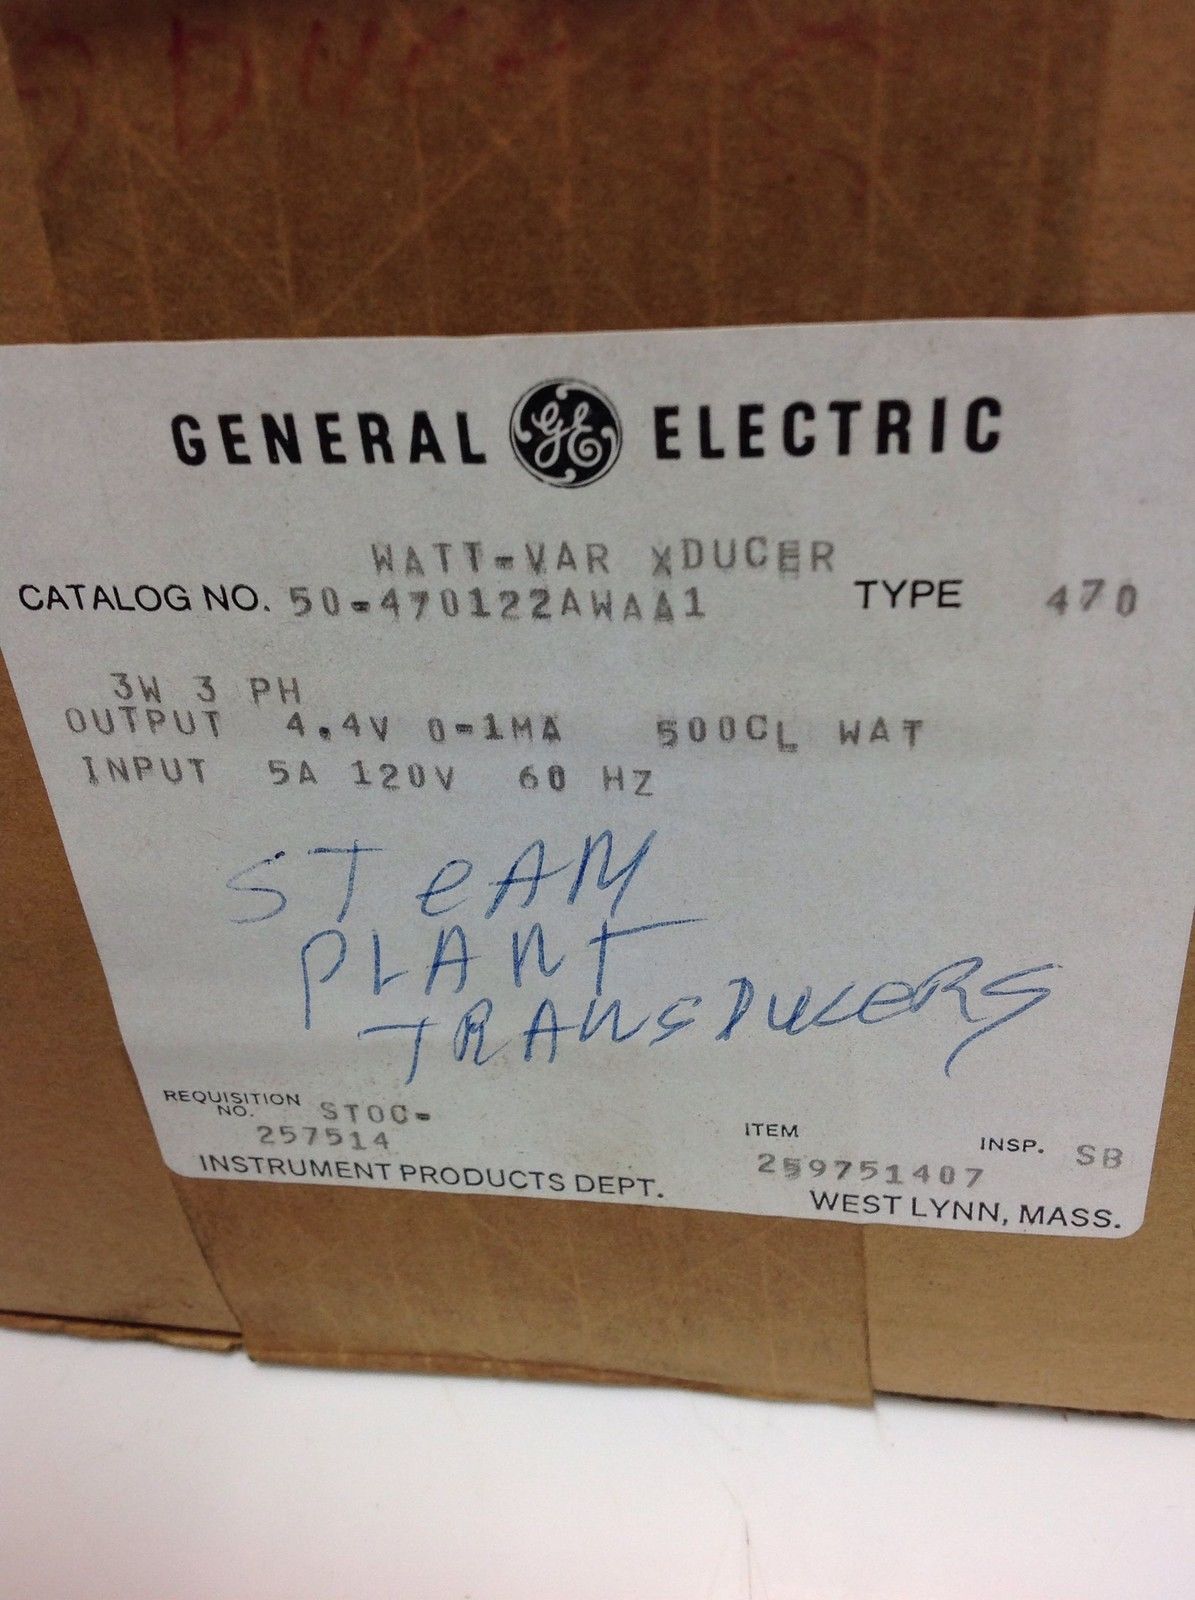 GENERAL GE ELECTRIC
WATT-VAR XDUCER
CATALOG NO. 50-470122AWAA1 TYPE 470
3W 3 PH
OUTPUT 4.4V 0-1MA 500CL WAT
INPUT 5A 120V 60 HZ
STeAM
PLANT
TRANSDUCERS
REQUISITION NO. STOC-
257514
ITEM 259751407
INSP. SB
INSTRUMENT PRODUCTS DEPT. WEST LYNN, MASS.